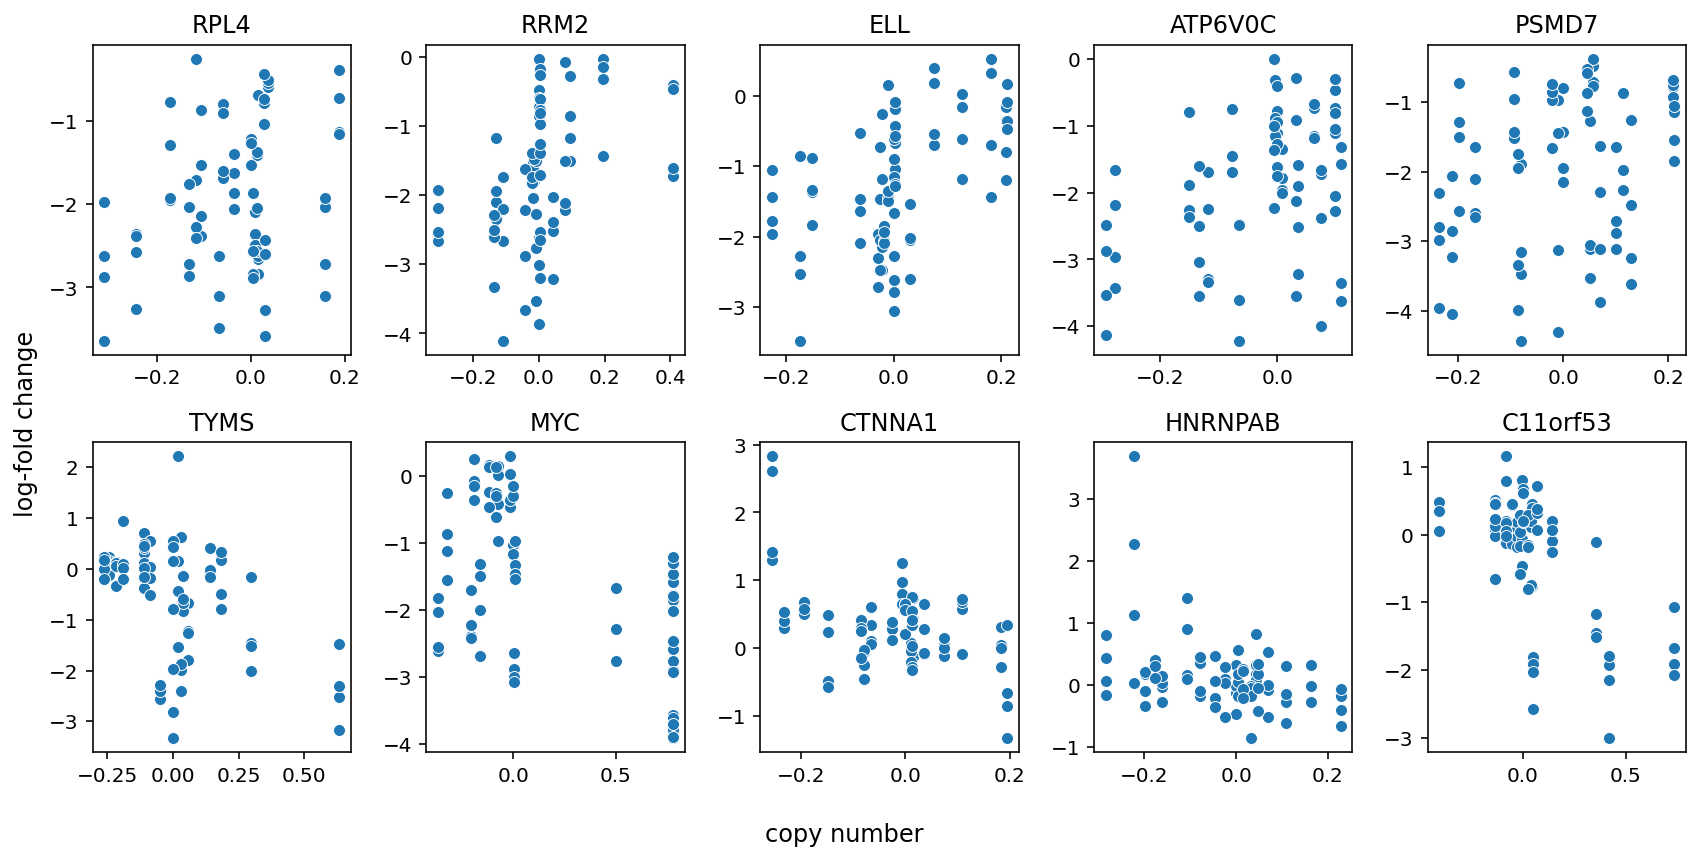 RPL4 RRM2 ELL ATP6V0C PSMD7
−1 −2 −3
−0.2 0.0 0.2
0 −1 −2 −3 −4
−0.2 0.0 0.2 0.4
0 −1 −2 −3
−0.2 0.0 0.2
0 −1 −2 −3 −4
−0.2 0.0
−1 −2 −3 −4
−0.2 0.0 0.2
log-fold change
TYMS MYC CTNNA1 HNRNPAB C11orf53
2 1 0 −1 −2 −3
−0.25 0.00 0.25 0.50
0 −1 −2 −3 −4
0.0 0.5
3 2 1 0 −1
−0.2 0.0 0.2
3 2 1 0 −1
−0.2 0.0 0.2
1 0 −1 −2 −3
0.0 0.5
copy number